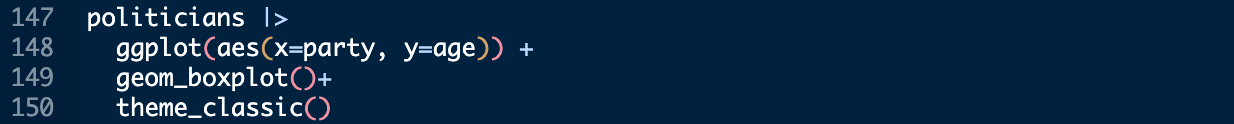 147 politicians |>
148   ggplot(aes(x=party, y=age)) +
149   geom_boxplot()+
150   theme_classic()